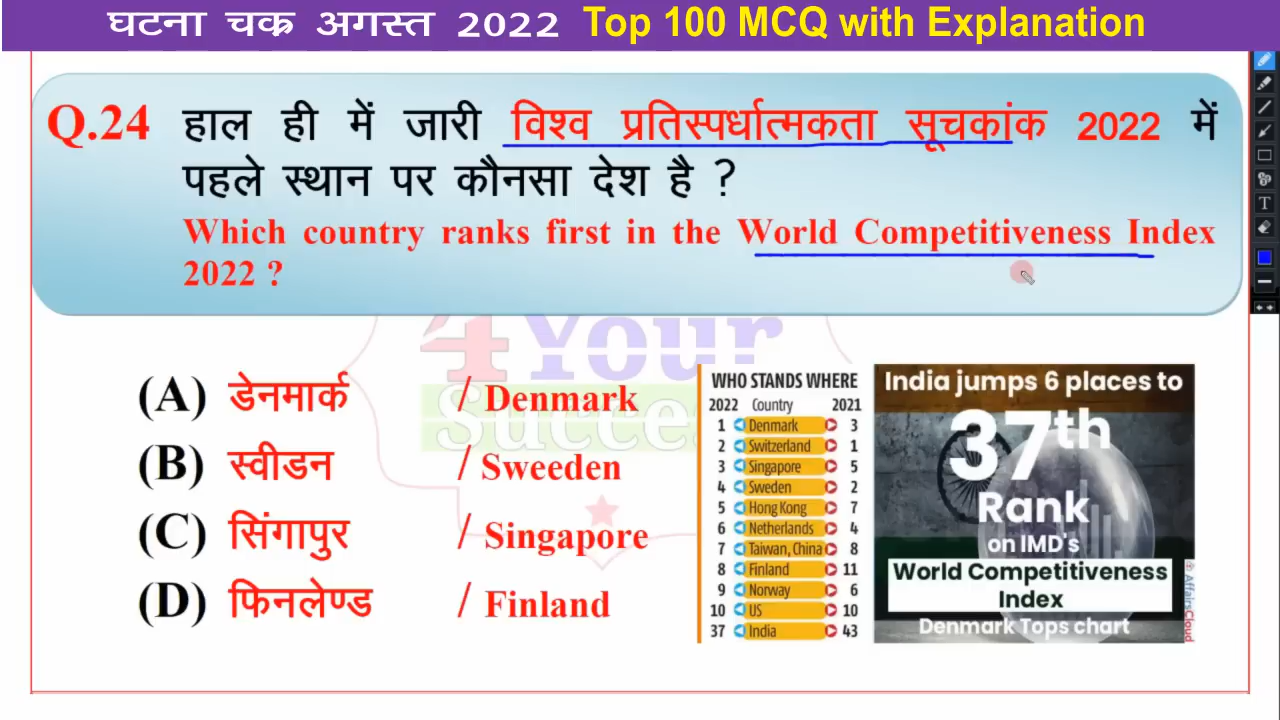 घटना चक्र अगस्त 2022 Top 100 MCQ with Explanation
Q.24 हाल ही में जारी विश्व प्रतिस्पर्धात्मकता सूचकांक 2022 में
पहले स्थान पर कौनसा देश है ?
Which country ranks first in the World Competitiveness Index
2022 ?
4 Your
Success
(A) डेनमार्क / Denmark
(B) स्वीडन / Sweeden
(C) सिंगापुर / Singapore
(D) फिनलेण्ड / Finland
WHO STANDS WHERE
2022 Country 2021
1 Denmark 3
2 Switzerland 1
3 Singapore 5
4 Sweden 2
5 Hong Kong 7
6 Netherlands 4
7 Taiwan, China 8
8 Finland 11
9 Norway 6
10 US 10
37 India 43
India jumps 6 places to
37th
Rank
on IMD's
World Competitiveness
Index
Denmark Tops chart
© AffairsCloud
T